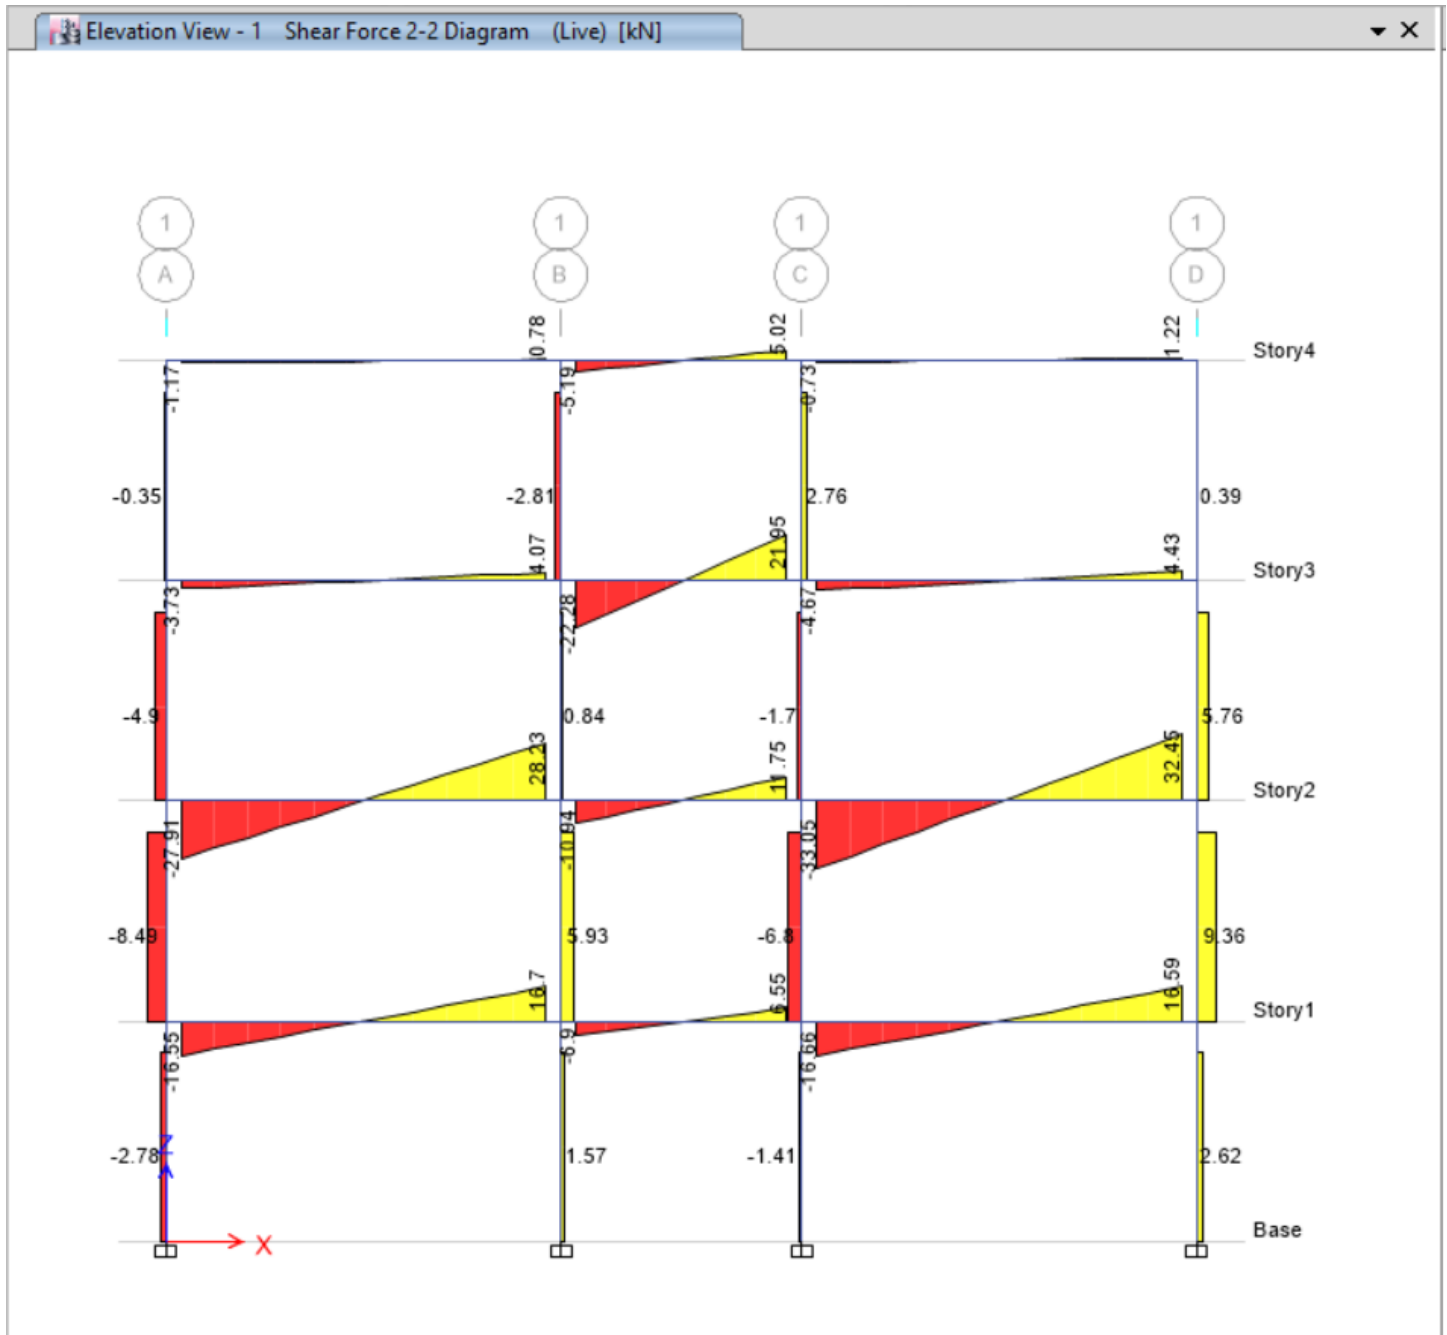 Elevation View - 1 Shear Force 2-2 Diagram (Live) [kN]
1 1 1 1
A B C D
0.78 5.02 1.22
Story4
-1.17 -5.19 -0.73
-0.35 -2.81 2.76 0.39
4.07 21.95 4.43
Story3
-3.73 -22.28 -4.67
-4.9 0.84 -1.7 5.76
28.23 11.75 32.45
Story2
-27.91 -10.94 -33.05
-8.49 5.93 -6.8 9.36
16.7 6.55 16.59
Story1
-16.55 -6.9 -16.66
-2.78 1.57 -1.41 2.62
Z
Base
X